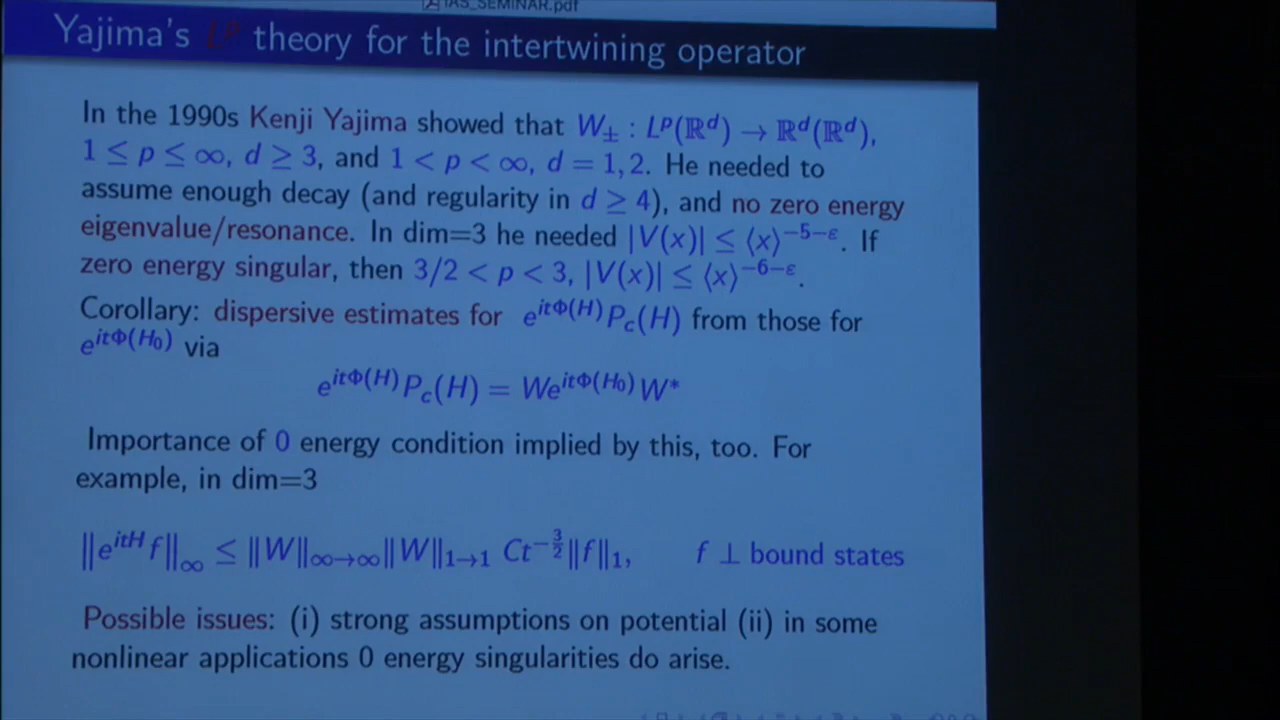 IAS_SEMINAR.pdf
Yajima's L^p theory for the intertwining operator
In the 1990s Kenji Yajima showed that W_± : L^p(ℝ^d) → ℝ^d(ℝ^d),
1 ≤ p ≤ ∞, d ≥ 3, and 1 < p < ∞, d = 1, 2. He needed to
assume enough decay (and regularity in d ≥ 4), and no zero energy
eigenvalue/resonance. In dim=3 he needed |V(x)| ≤ ⟨x⟩^{-5-ε}. If
zero energy singular, then 3/2 < p < 3, |V(x)| ≤ ⟨x⟩^{-6-ε}.
Corollary: dispersive estimates for e^{itΦ(H)}P_c(H) from those for
e^{itΦ(H_0)} via
e^{itΦ(H)}P_c(H) = We^{itΦ(H_0)}W*
Importance of 0 energy condition implied by this, too. For
example, in dim=3
‖e^{itH}f‖_∞ ≤ ‖W‖_{∞→∞}‖W‖_{1→1} Ct^{-3/2}‖f‖_1, f ⊥ bound states
Possible issues: (i) strong assumptions on potential (ii) in some
nonlinear applications 0 energy singularities do arise.